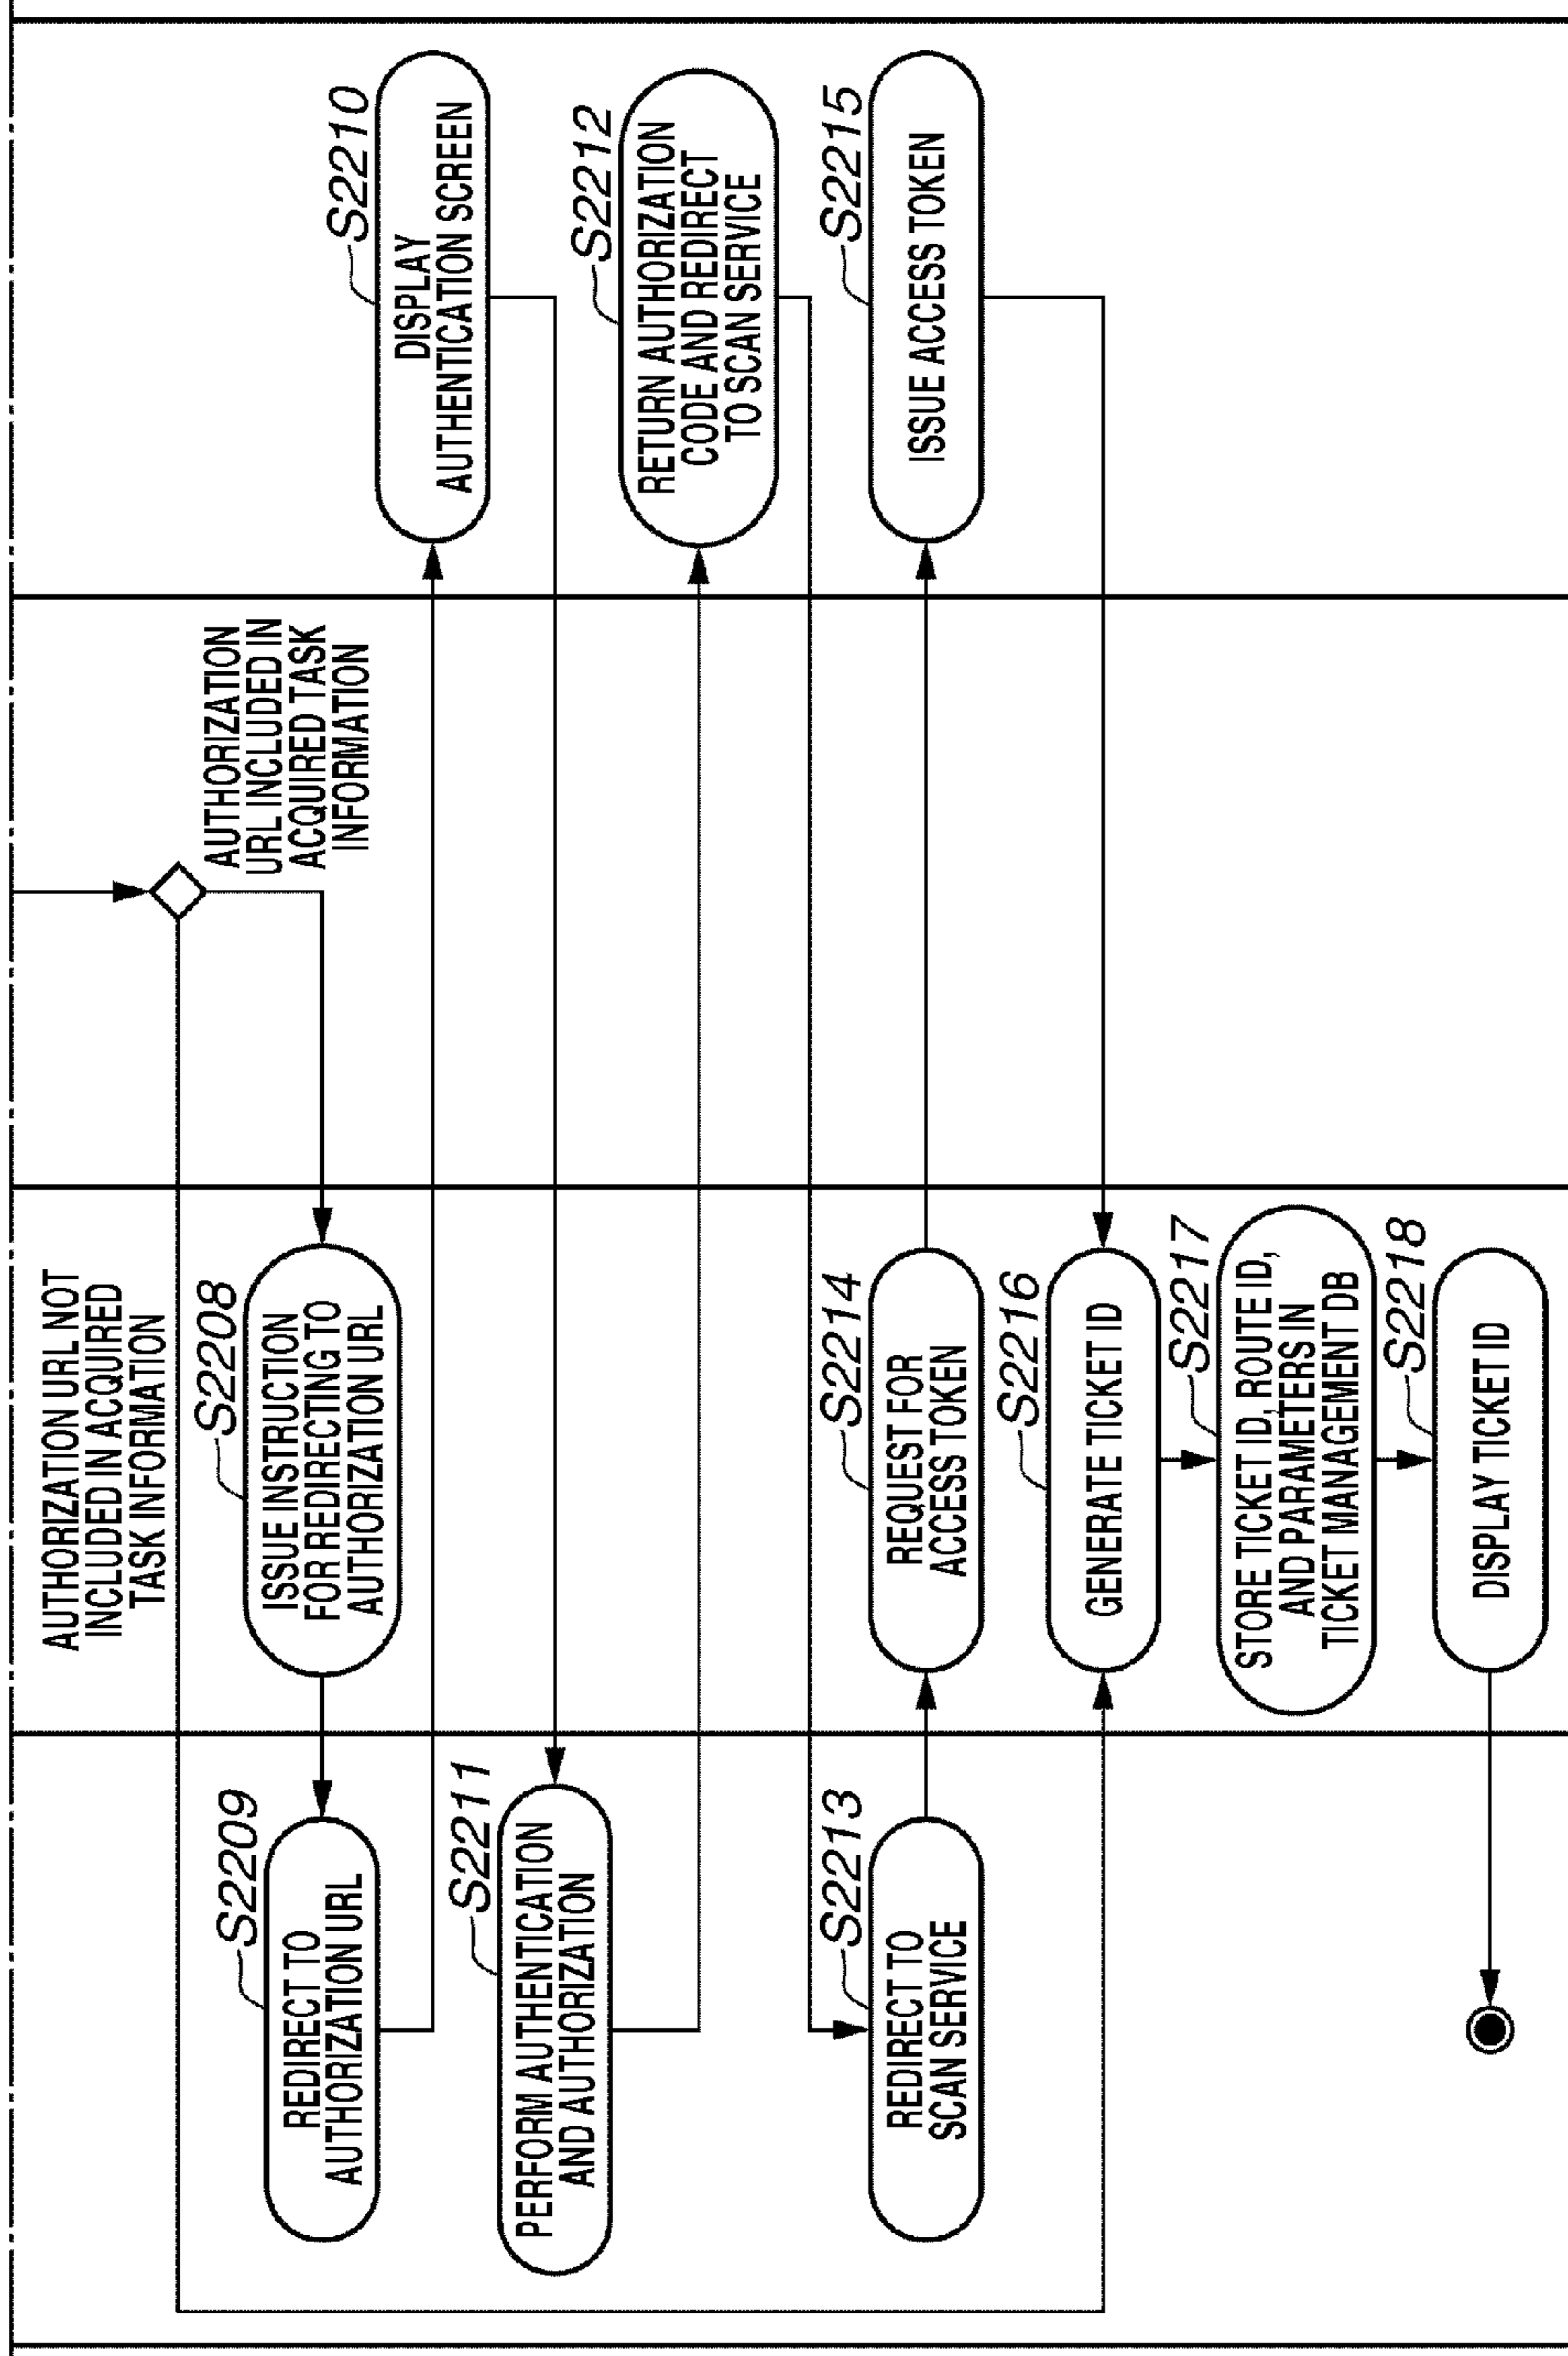 AUTHORIZATION URL NOT
INCLUDED IN ACQUIRED
TASK INFORMATION
AUTHORIZATION
URL INCLUDED IN
ACQUIRED TASK
INFORMATION
S2208
ISSUE INSTRUCTION
FOR REDIRECTING TO
AUTHORIZATION URL
S2209
REDIRECT TO
AUTHORIZATION URL
S2210
DISPLAY
AUTHENTICATION SCREEN
S2211
PERFORM AUTHENTICATION
AND AUTHORIZATION
S2212
RETURN AUTHORIZATION
CODE AND REDIRECT
TO SCAN SERVICE
S2213
REDIRECT TO
SCAN SERVICE
S2214
REQUEST FOR
ACCESS TOKEN
S2215
ISSUE ACCESS TOKEN
S2216
GENERATE TICKET ID
S2217
STORE TICKET ID, ROUTE ID,
AND PARAMETERS IN
TICKET MANAGEMENT DB
S2218
DISPLAY TICKET ID